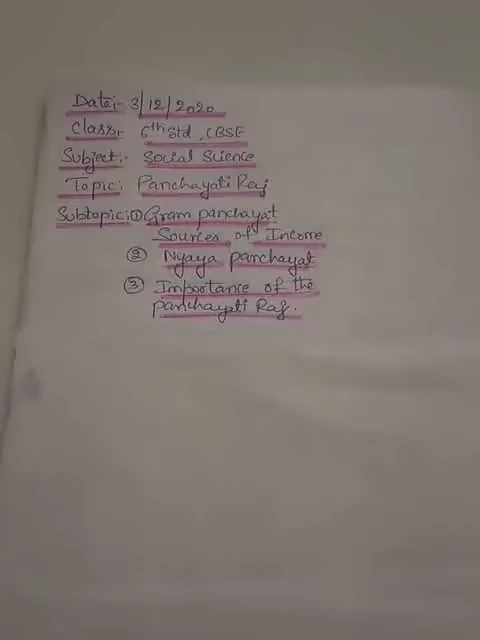 Date:- 3/12/2020
Class:- 6th Std, CBSE
Subject:- Social Science
Topic: Panchayati Raj
Subtopic: ① Gram panchayat
Sources of Income
② Nyaya panchayat
③ Importance of the
panchayti Raj.